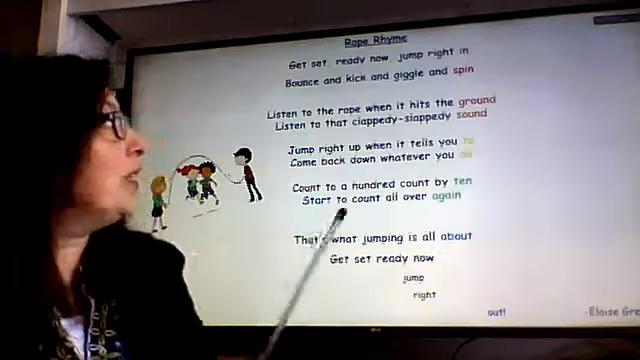 Rope Rhyme
Get set ready now jump right in
Bounce and kick and giggle and spin
Listen to the rope when it hits the ground
Listen to that clappedy-slappedy sound
Jump right up when it tells you to
Come back down whatever you do
Count to a hundred count by ten
Start to count all over again
That's what jumping is all about
Get set ready now
jump
right
out!
-Eloise Gre